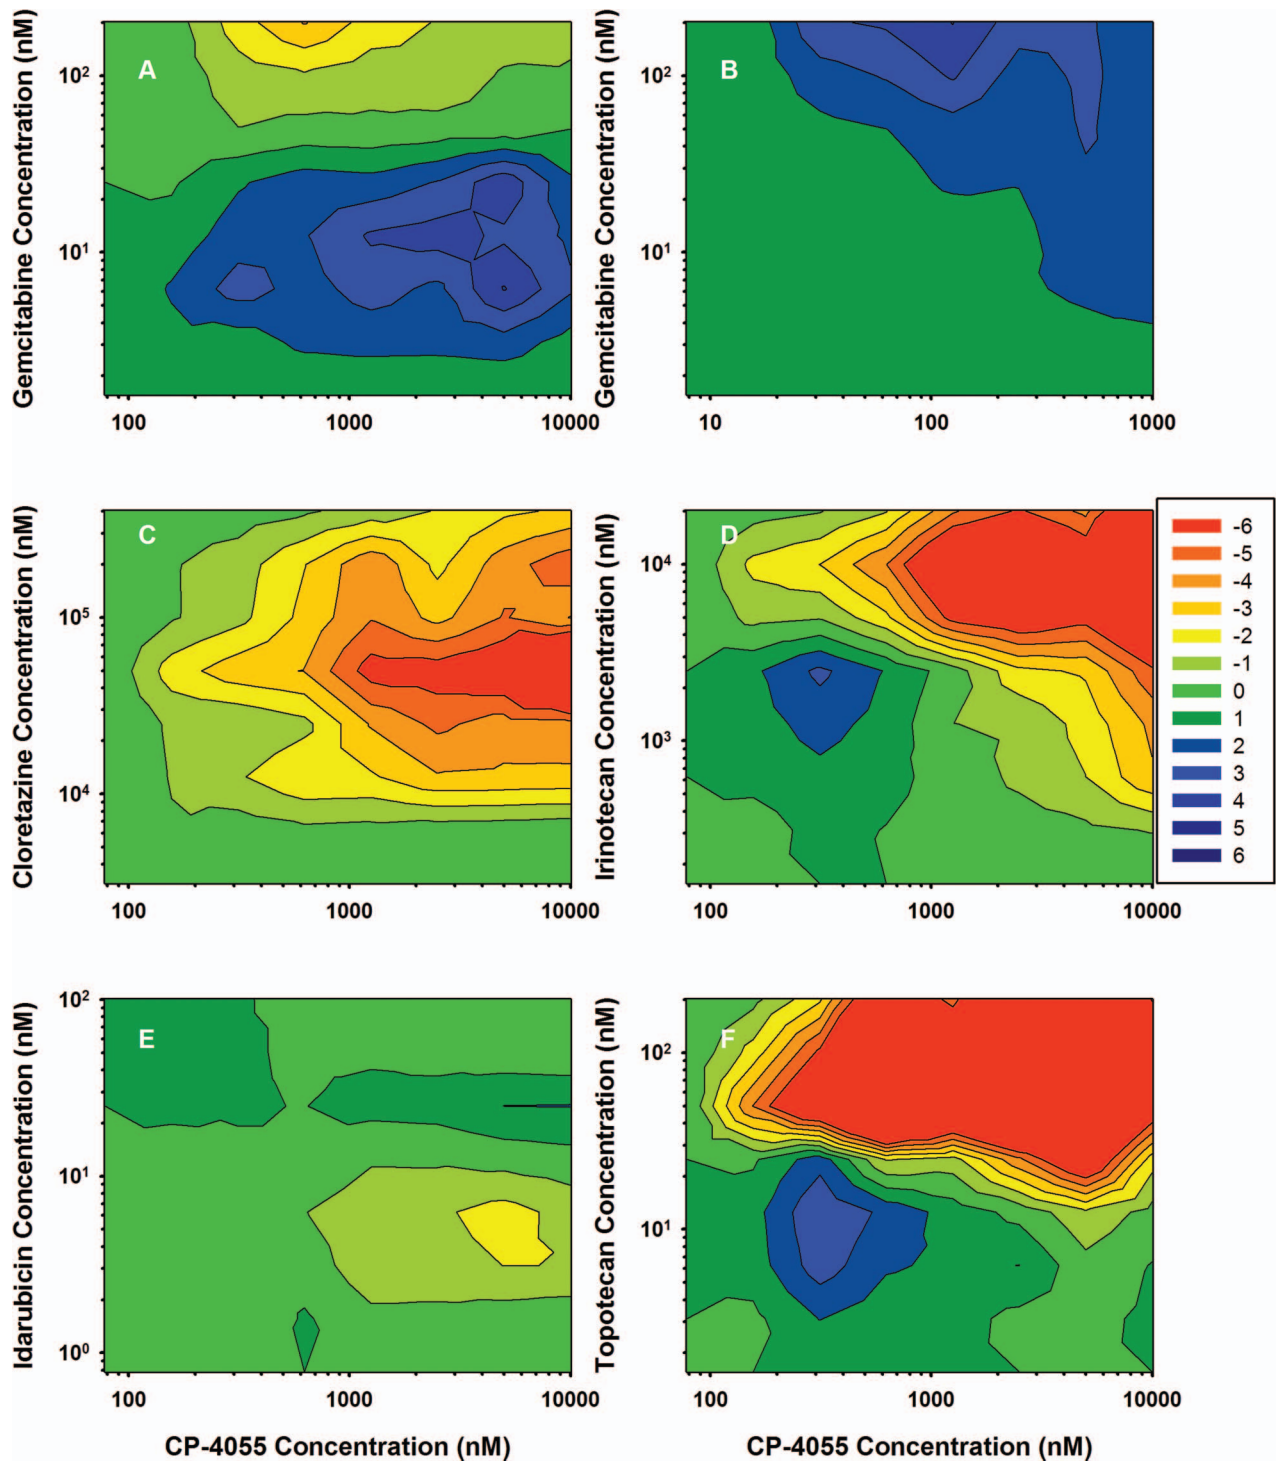 Gemcitabine Concentration (nM)
10²
10¹
A
100 1000 10000
Gemcitabine Concentration (nM)
10²
10¹
B
10 100 1000
Cloretazine Concentration (nM)
10⁵
10⁴
C
100 1000 10000
Irinotecan Concentration (nM)
10⁴
10³
D
100 1000 10000
-6
-5
-4
-3
-2
-1
0
1
2
3
4
5
6
Idarubicin Concentration (nM)
10²
10¹
10⁰
E
100 1000 10000
CP-4055 Concentration (nM)
Topotecan Concentration (nM)
10²
10¹
F
100 1000 10000
CP-4055 Concentration (nM)